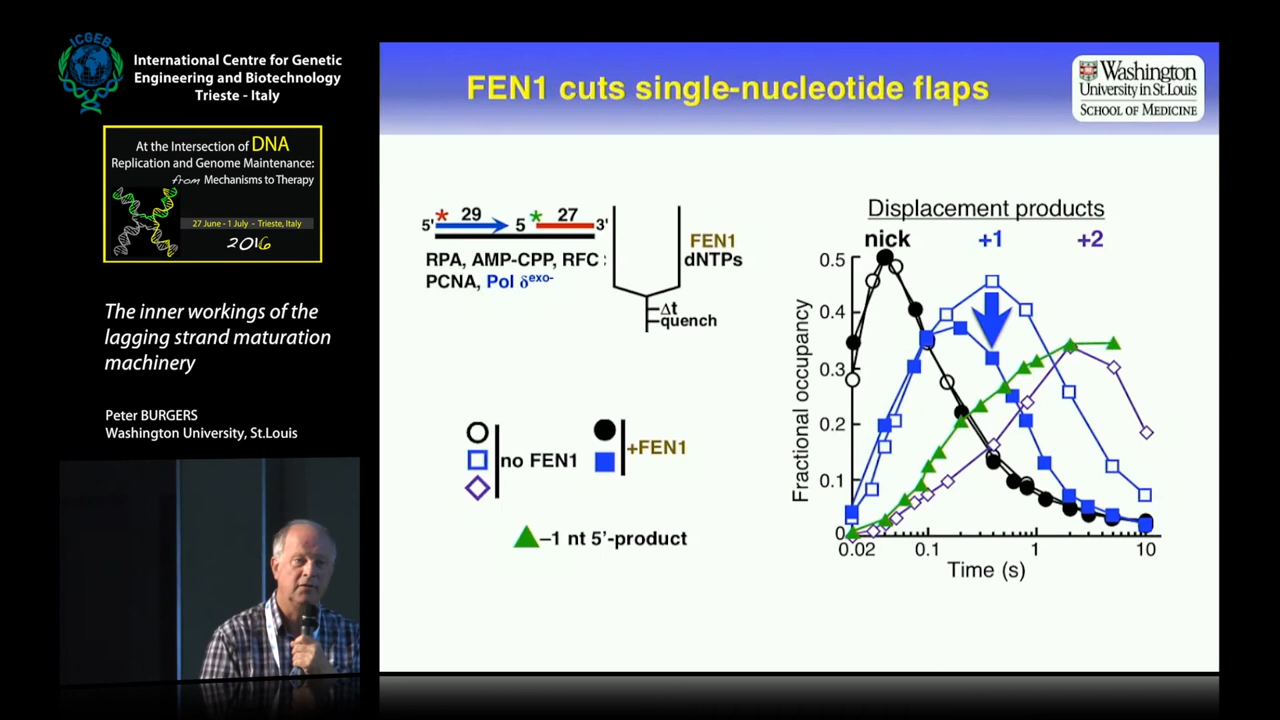 ICGEB
International Centre for Genetic
Engineering and Biotechnology
Trieste - Italy
At the Intersection of DNA
Replication and Genome Maintenance:
from Mechanisms to Therapy
27 June - 1 July - Trieste, Italy
2016
The inner workings of the
lagging strand maturation
machinery
Peter BURGERS
Washington University, St.Louis
FEN1 cuts single-nucleotide flaps
Washington
University in St.Louis
SCHOOL OF MEDICINE
5' * 29 5 * 27 3'
RPA, AMP-CPP, RFC :
PCNA, Pol δexo-
FEN1
dNTPs
Δt
quench
no FEN1
+FEN1
–1 nt 5'-product
Displacement products
nick +1 +2
Fractional occupancy
0.5
0.4
0.3
0.2
0.1
0
0.02 0.1 1 10
Time (s)